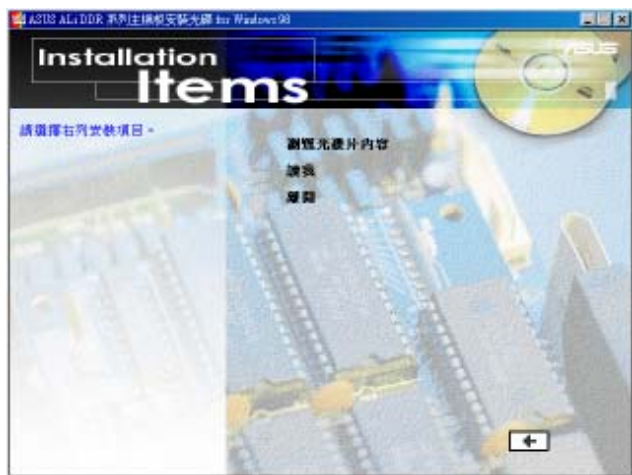 ASUS ALi DDR 系列主機板安裝光碟 for Windows 98
Installation
Items
ASUS
請選擇右列安裝項目。
瀏覽光碟片內容
讀我
離開